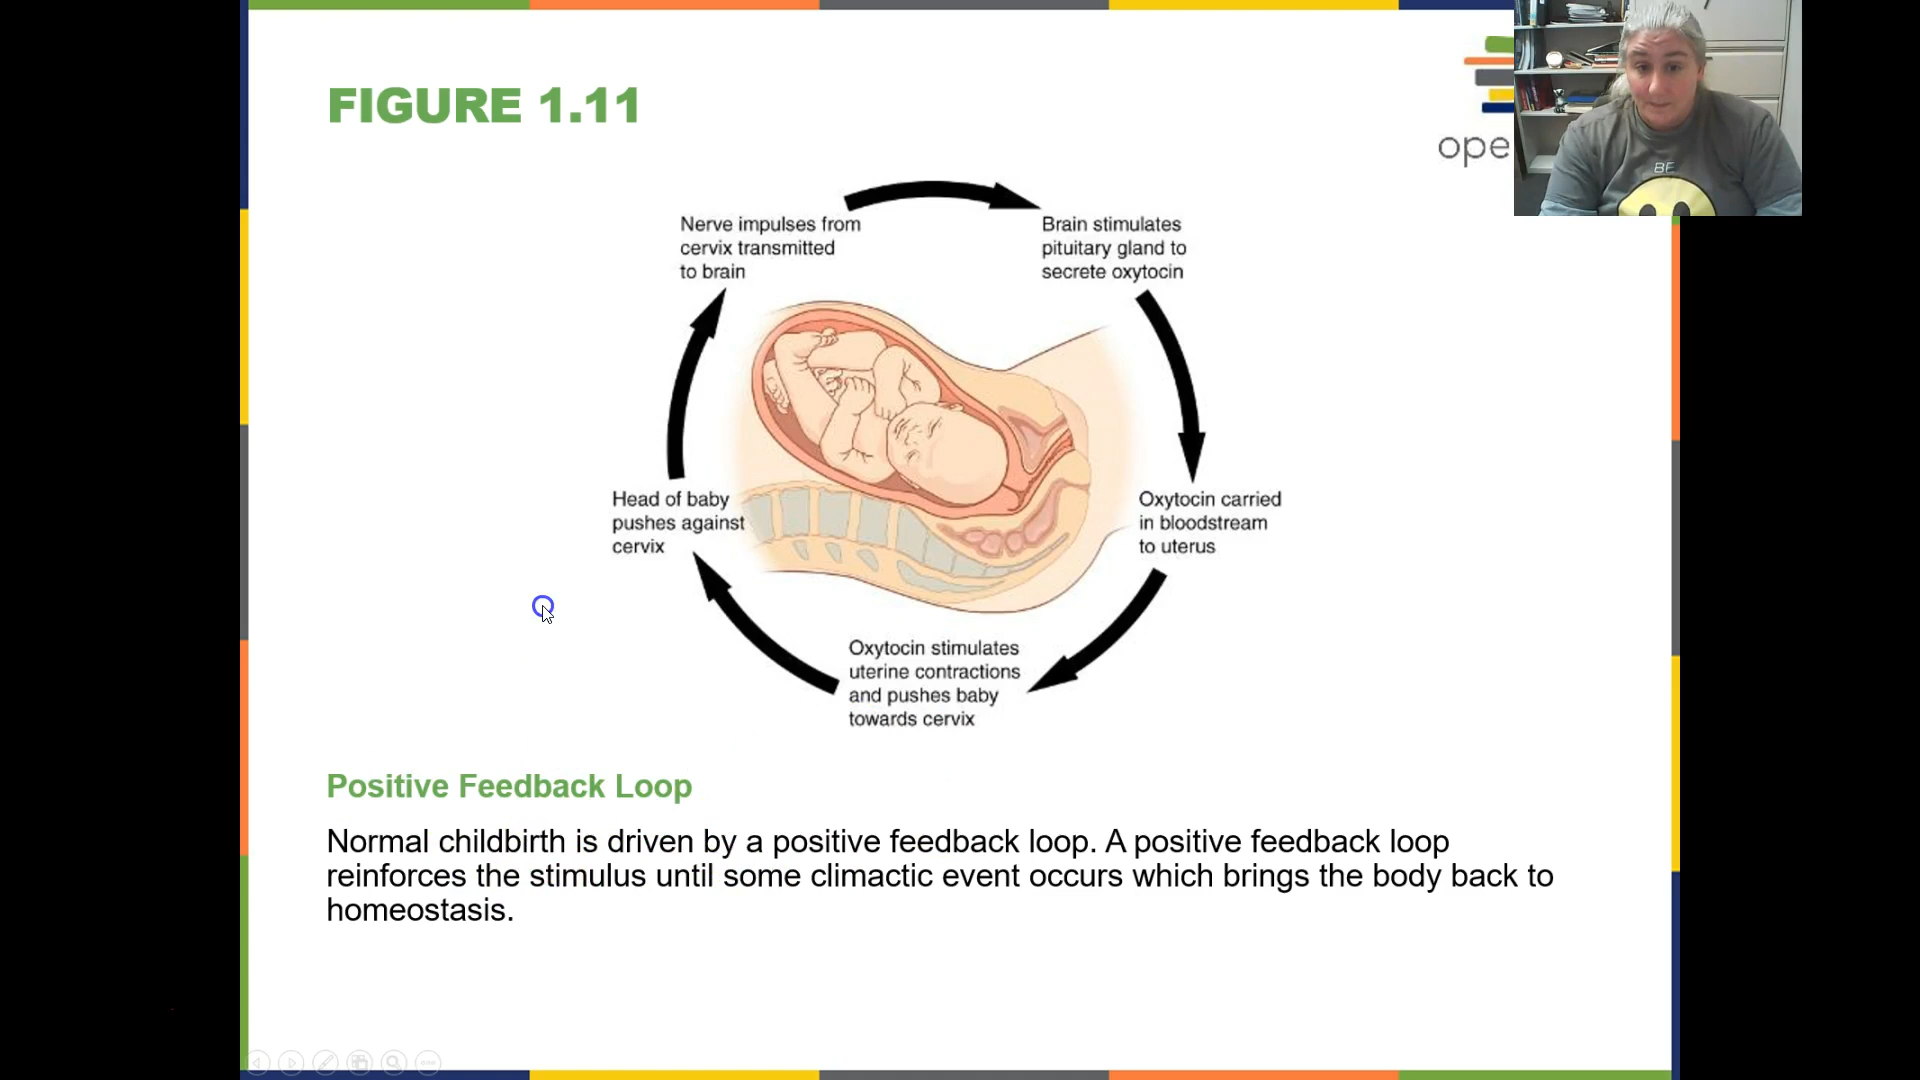 FIGURE 1.11
ope
BE
Nerve impulses from
cervix transmitted
to brain
Brain stimulates
pituitary gland to
secrete oxytocin
Head of baby
pushes against
cervix
Oxytocin carried
in bloodstream
to uterus
Oxytocin stimulates
uterine contractions
and pushes baby
towards cervix
Positive Feedback Loop
Normal childbirth is driven by a positive feedback loop. A positive feedback loop
reinforces the stimulus until some climactic event occurs which brings the body back to
homeostasis.